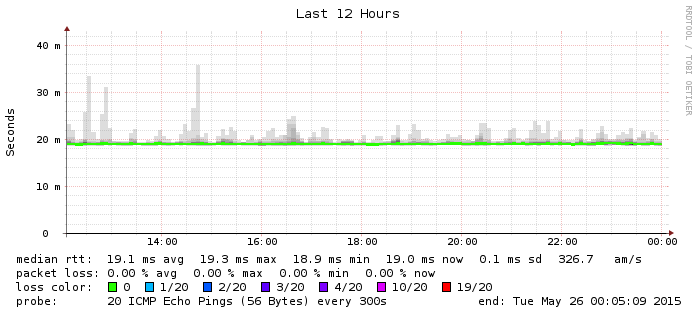 Last 12 Hours
RRDTOOL / TOBI OETIKER
Seconds
40 m
30 m
20 m
10 m
0
14:00 16:00 18:00 20:00 22:00 00:00
median rtt: 19.1 ms avg 19.3 ms max 18.9 ms min 19.0 ms now 0.1 ms sd 326.7 am/s
packet loss: 0.00 % avg 0.00 % max 0.00 % min 0.00 % now
loss color: 0 1/20 2/20 3/20 4/20 10/20 19/20
probe: 20 ICMP Echo Pings (56 Bytes) every 300s end: Tue May 26 00:05:09 2015